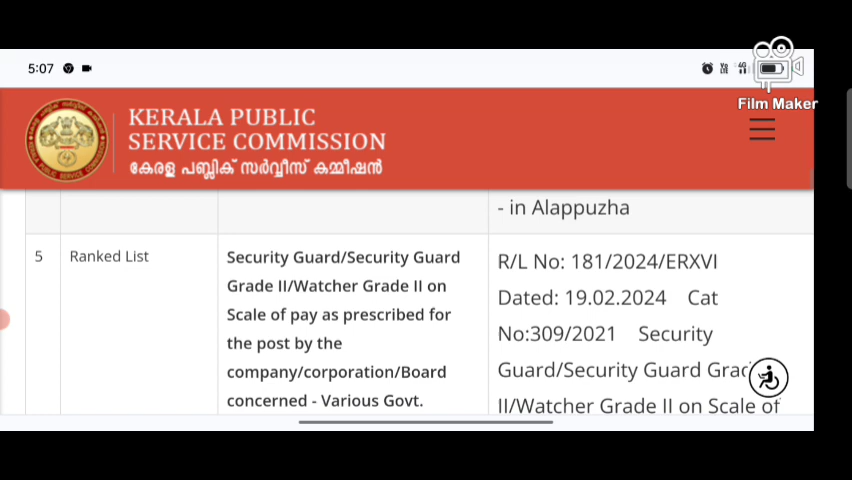 5:07
4G
Film Maker
KERALA PUBLIC
SERVICE COMMISSION
കേരള പബ്ലിക് സർവ്വീസ് കമ്മീഷൻ
- in Alappuzha
5
Ranked List
Security Guard/Security Guard
Grade II/Watcher Grade II on
Scale of pay as prescribed for
the post by the
company/corporation/Board
concerned - Various Govt.
R/L No: 181/2024/ERXVI
Dated: 19.02.2024 Cat
No:309/2021 Security
Guard/Security Guard
II/Watcher Grade II on Scale of